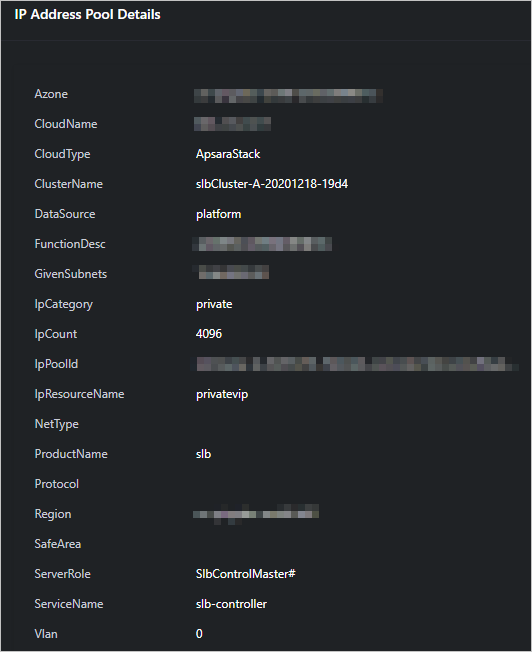 IP Address Pool Details
Azone
CloudName
CloudType ApsaraStack
ClusterName slbCluster-A-20201218-19d4
DataSource platform
FunctionDesc
GivenSubnets
IpCategory private
IpCount 4096
IpPoolId
IpResourceName privatevip
NetType
ProductName slb
Protocol
Region
SafeArea
ServerRole SlbControlMaster#
ServiceName slb-controller
Vlan 0